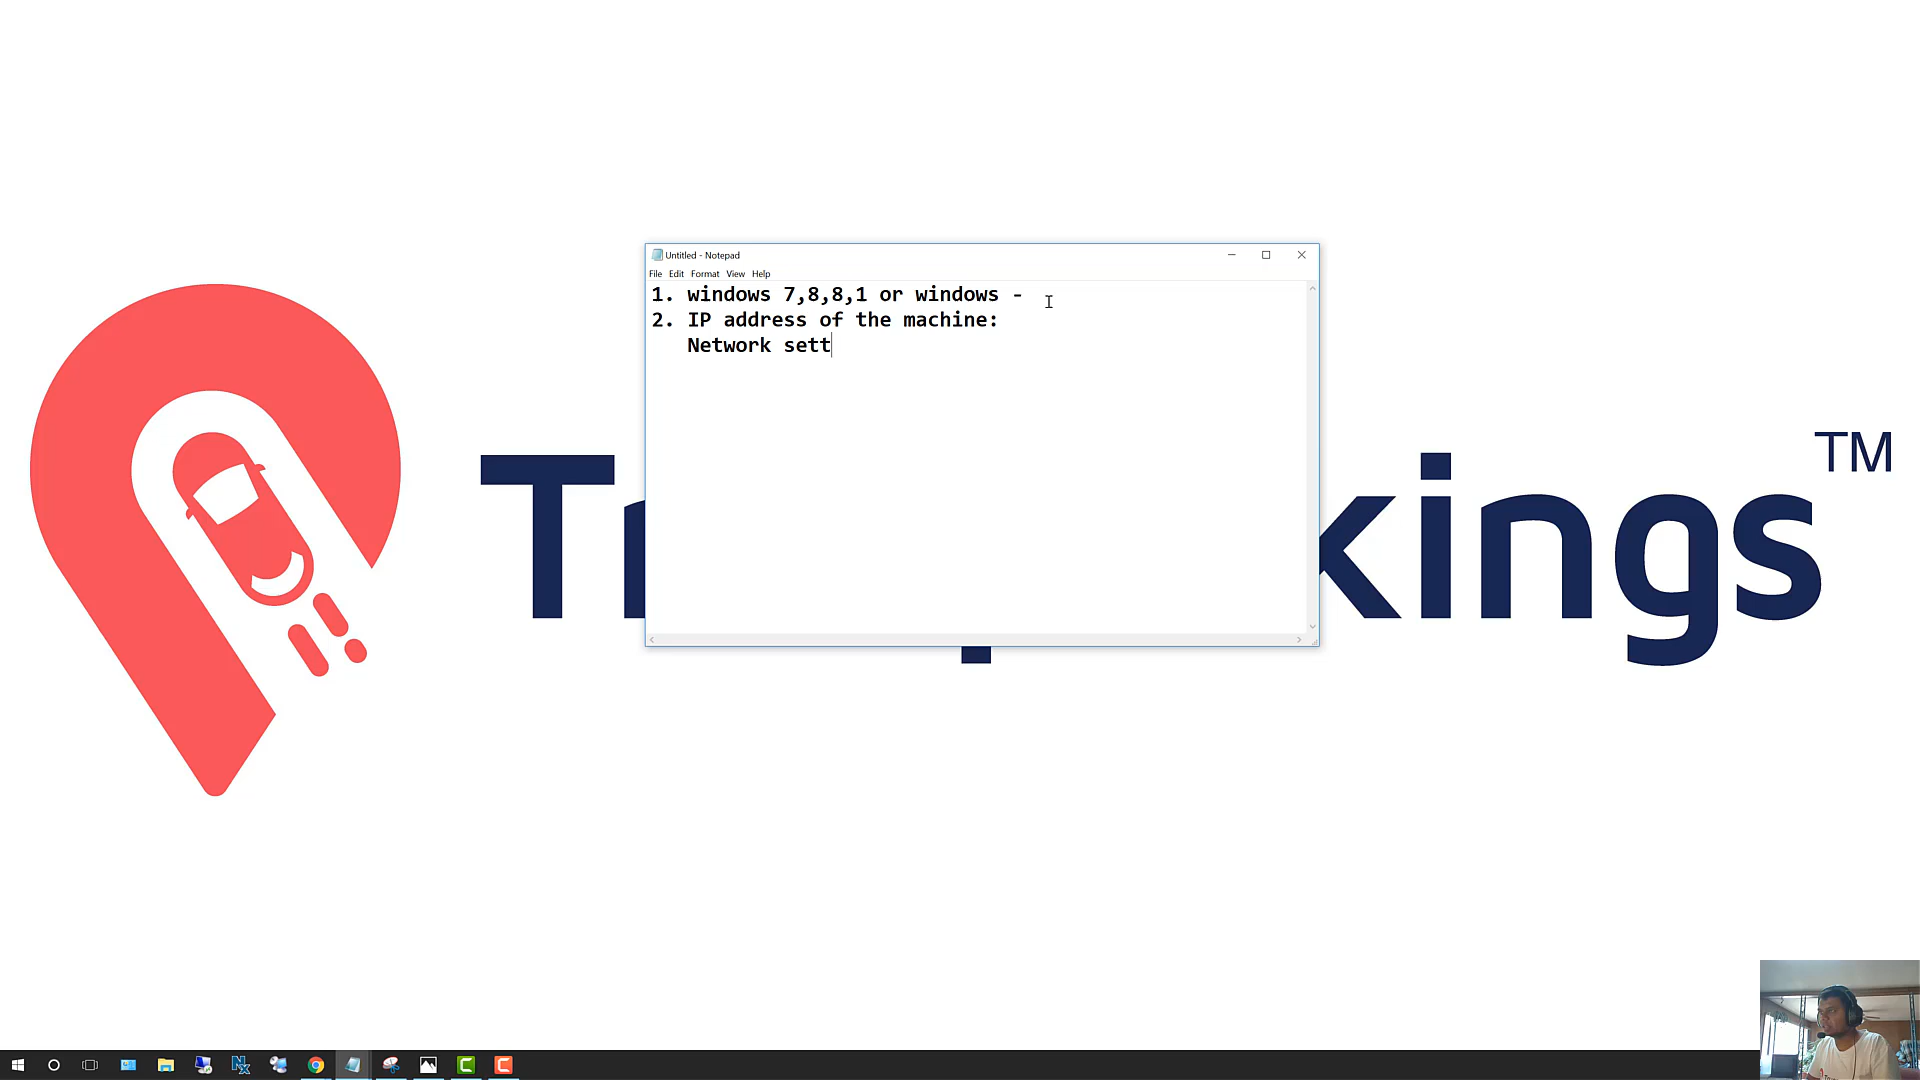 Untitled - Notepad
File Edit Format View Help
1. windows 7,8,8,1 or windows -
2. IP address of the machine:
Network sett
T
kings
TM